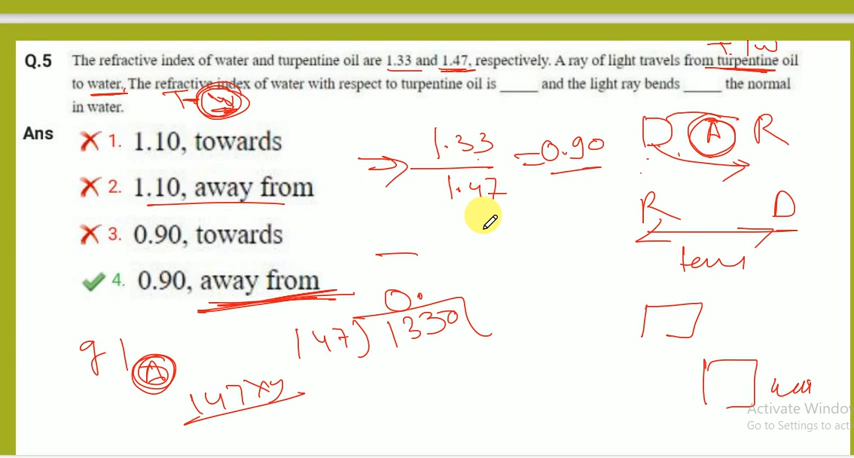 T. / W
Q.5 The refractive index of water and turpentine oil are 1.33 and 1.47, respectively. A ray of light travels from turpentine oil
to water. The refractive index of water with respect to turpentine oil is _____ and the light ray bends _____ the normal
in water.
T
Ans
1. 1.10, towards
2. 1.10, away from
3. 0.90, towards
4. 0.90, away from
1.33
1.47
=0.90
D A R
R D
0.
147) 1330
g | A
147 x y
Activate Windo
Go to Settings to act